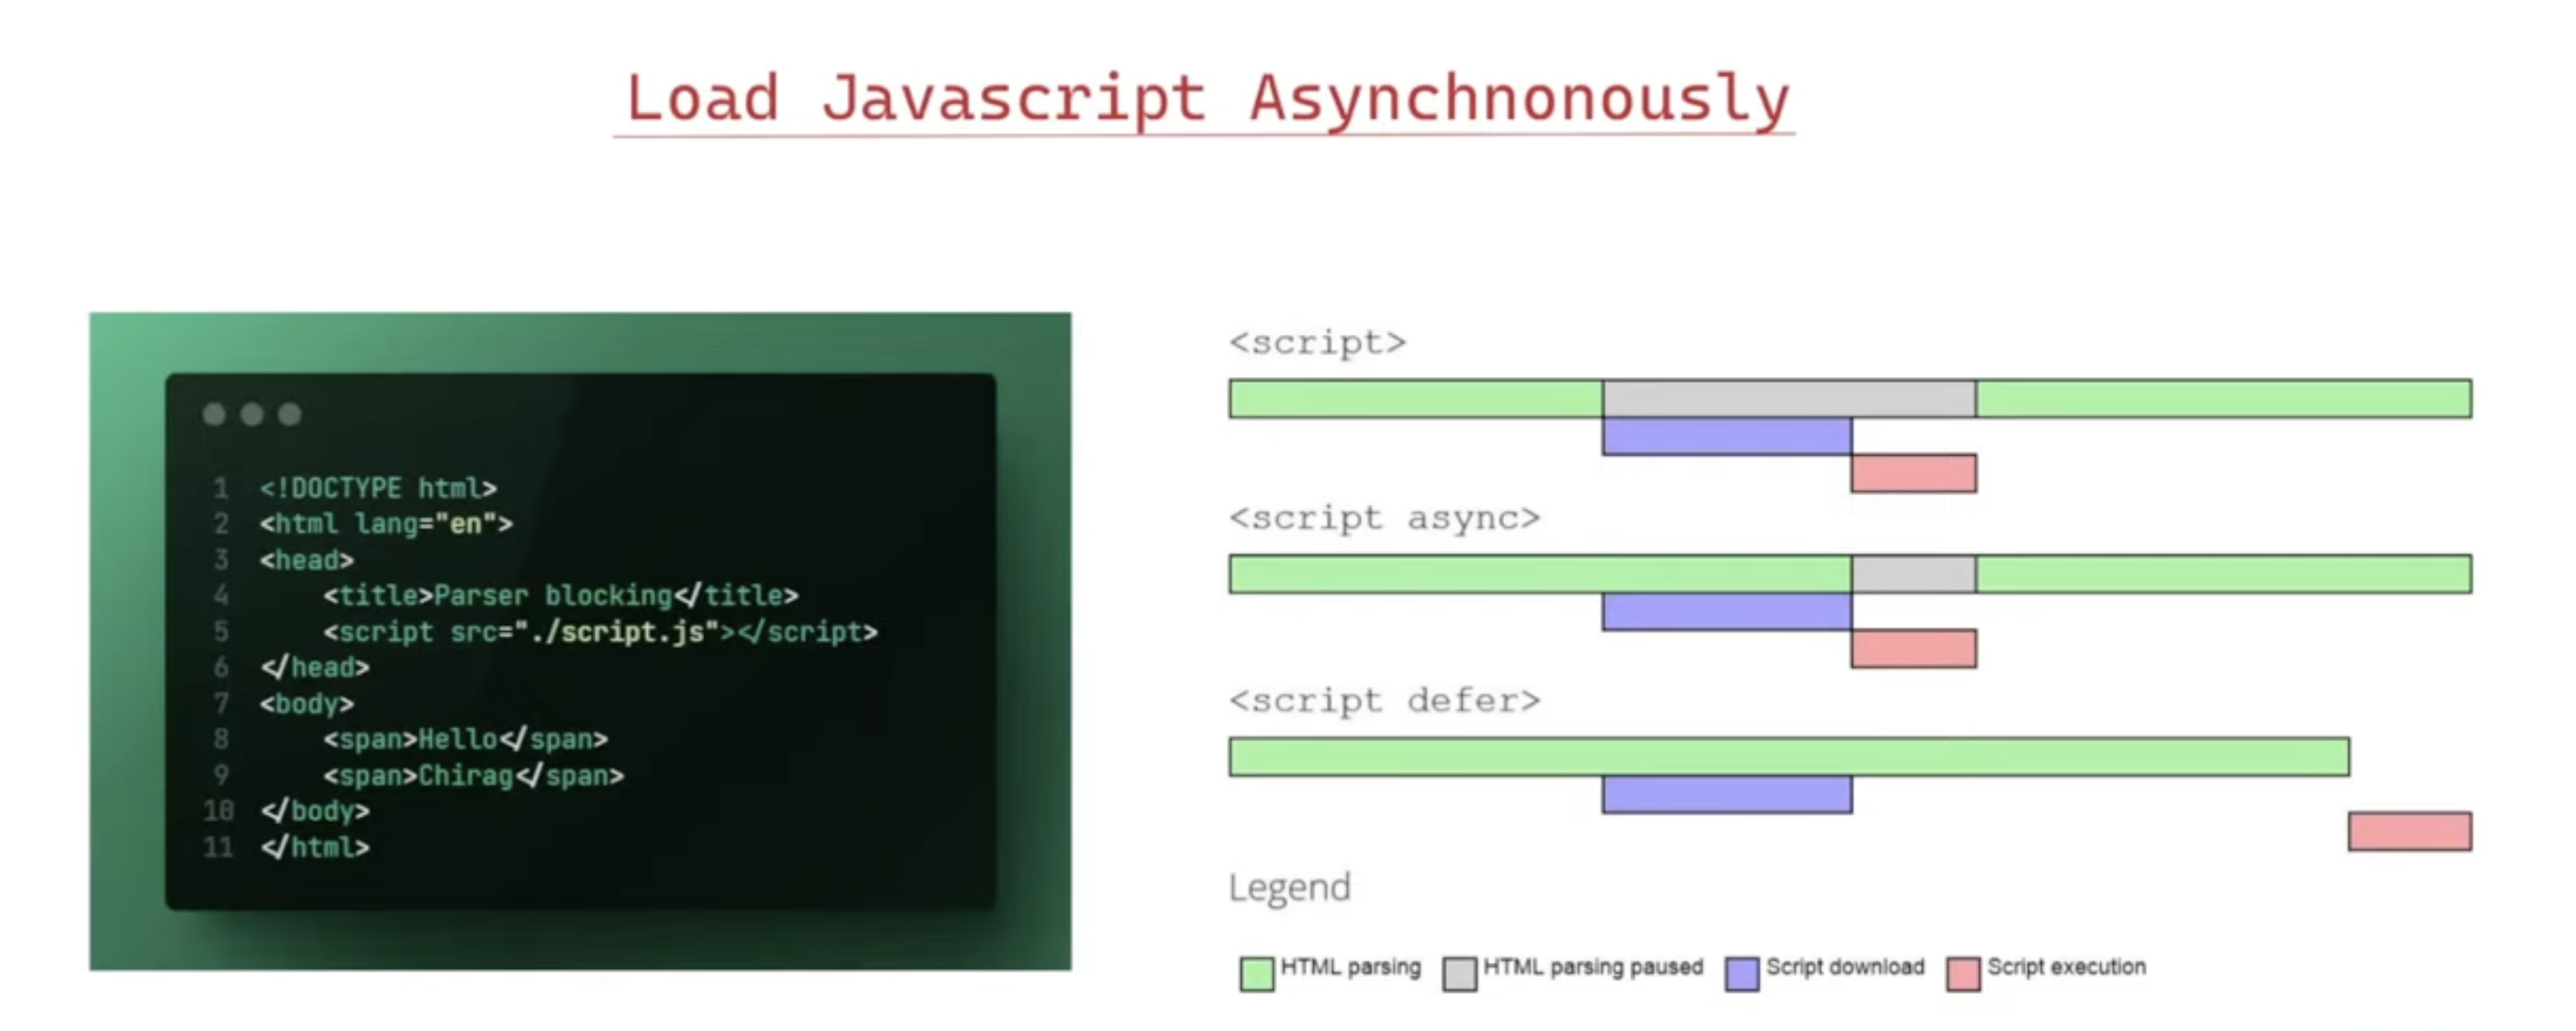 Load Javascript Asynchnonously
1 <!DOCTYPE html>
2 <html lang="en">
3 <head>
4 <title>Parser blocking</title>
5 <script src="./script.js"></script>
6 </head>
7 <body>
8 <span>Hello</span>
9 <span>Chirag</span>
10 </body>
11 </html>
<script>
<script async>
<script defer>
Legend
HTML parsing HTML parsing paused Script download Script execution